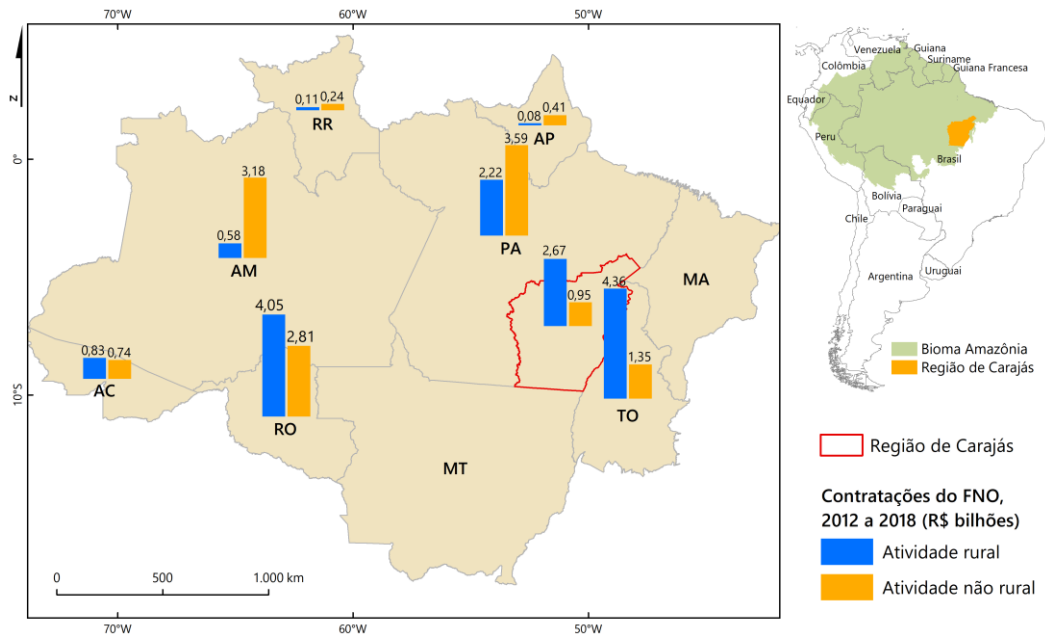 70°W 60°W 50°W
N
0°
10°S
0,11 0,24
RR
0,08 0,41
AP
3,59
2,22
PA
3,18
0,58
AM
2,67
0,95
MA
4,36
1,35
TO
4,05
2,81
RO
0,83 0,74
AC
MT
0 500 1.000 km
70°W 60°W 50°W
Venezuela
Guiana
Suriname
Guiana Francesa
Colômbia
Equador
Peru
Brasil
Bolívia
Paraguai
Chile
Argentina
Uruguai
Bioma Amazônia
Região de Carajás
Região de Carajás
Contratações do FNO,
2012 a 2018 (R$ bilhões)
Atividade rural
Atividade não rural